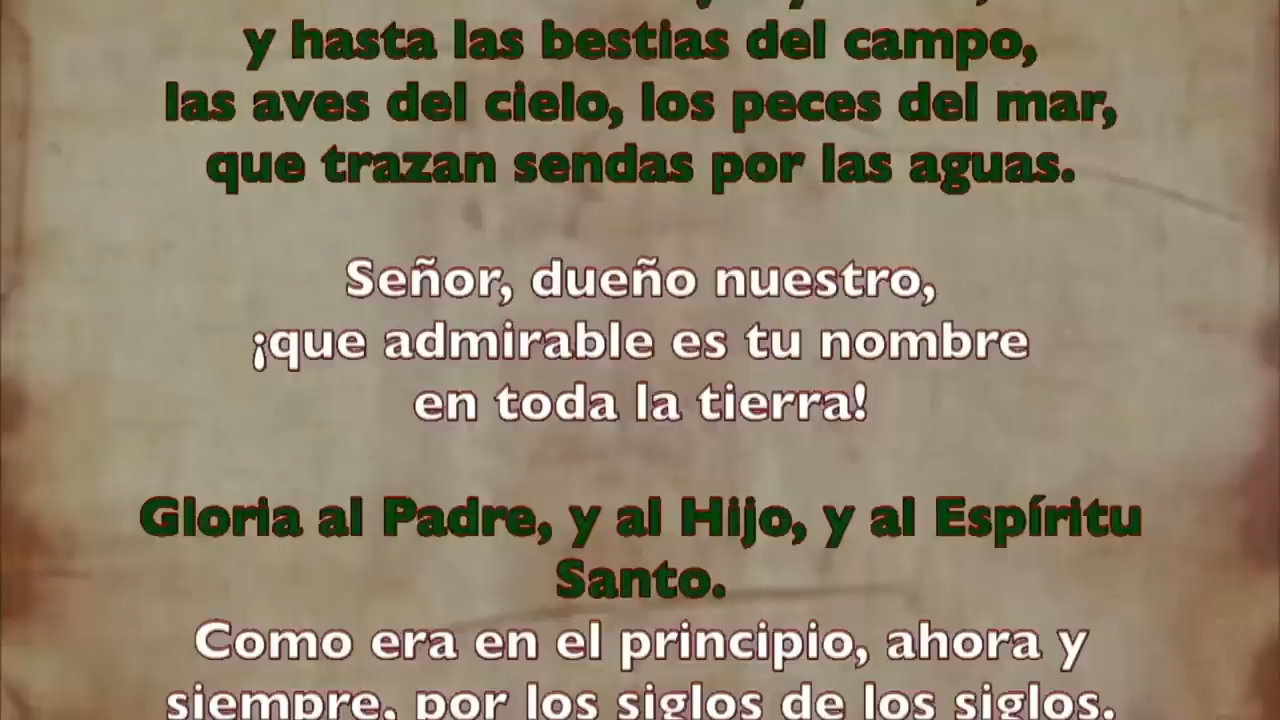 y hasta las bestias del campo,
las aves del cielo, los peces del mar,
que trazan sendas por las aguas.
Señor, dueño nuestro,
¡que admirable es tu nombre
en toda la tierra!
Gloria al Padre, y al Hijo, y al Espíritu
Santo.
Como era en el principio, ahora y
siempre, por los siglos de los siglos.